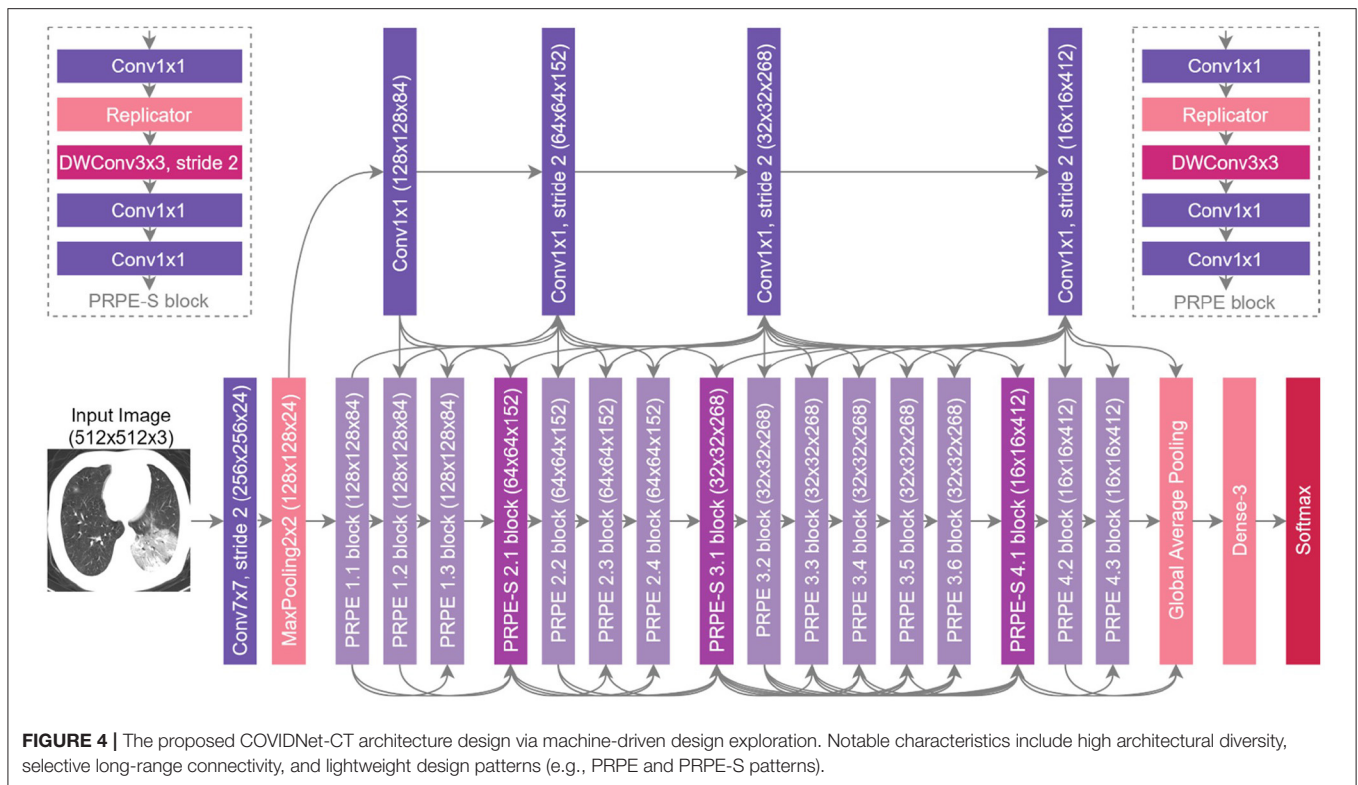 Conv1x1
Replicator
DWConv3x3, stride 2
Conv1x1
Conv1x1
PRPE-S block
Conv1x1 (128x128x84)
Conv1x1, stride 2 (64x64x152)
Conv1x1, stride 2 (32x32x268)
Conv1x1, stride 2 (16x16x412)
Conv1x1
Replicator
DWConv3x3
Conv1x1
Conv1x1
PRPE block
Input Image
(512x512x3)
Conv7x7, stride 2 (256x256x24)
MaxPooling2x2 (128x128x24)
PRPE 1.1 block (128x128x84)
PRPE 1.2 block (128x128x84)
PRPE 1.3 block (128x128x84)
PRPE-S 2.1 block (64x64x152)
PRPE 2.2 block (64x64x152)
PRPE 2.3 block (64x64x152)
PRPE 2.4 block (64x64x152)
PRPE-S 3.1 block (32x32x268)
PRPE 3.2 block (32x32x268)
PRPE 3.3 block (32x32x268)
PRPE 3.4 block (32x32x268)
PRPE 3.5 block (32x32x268)
PRPE 3.6 block (32x32x268)
PRPE-S 4.1 block (16x16x412)
PRPE 4.2 block (16x16x412)
PRPE 4.3 block (16x16x412)
Global Average Pooling
Dense-3
Softmax
FIGURE 4 | The proposed COVIDNet-CT architecture design via machine-driven design exploration. Notable characteristics include high architectural diversity,
selective long-range connectivity, and lightweight design patterns (e.g., PRPE and PRPE-S patterns).